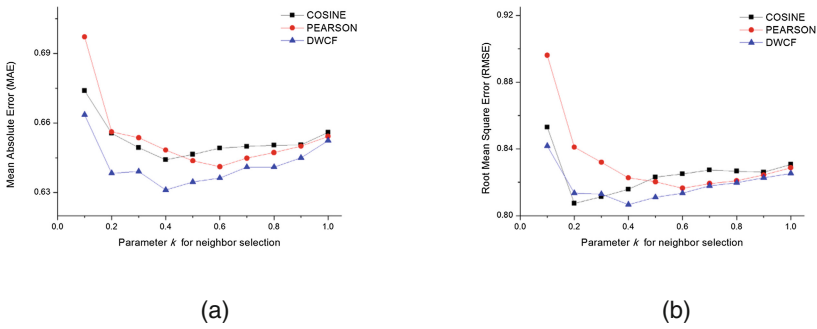 COSINE
PEARSON
DWCF
0.69
0.66
0.63
Mean Absolute Error (MAE)
0.0 0.2 0.4 0.6 0.8 1.0
Parameter k for neighbor selection
(a)
COSINE
PEARSON
DWCF
0.92
0.88
0.84
0.80
Root Mean Square Error (RMSE)
0.0 0.2 0.4 0.6 0.8 1.0
Parameter k for neighbor selection
(b)